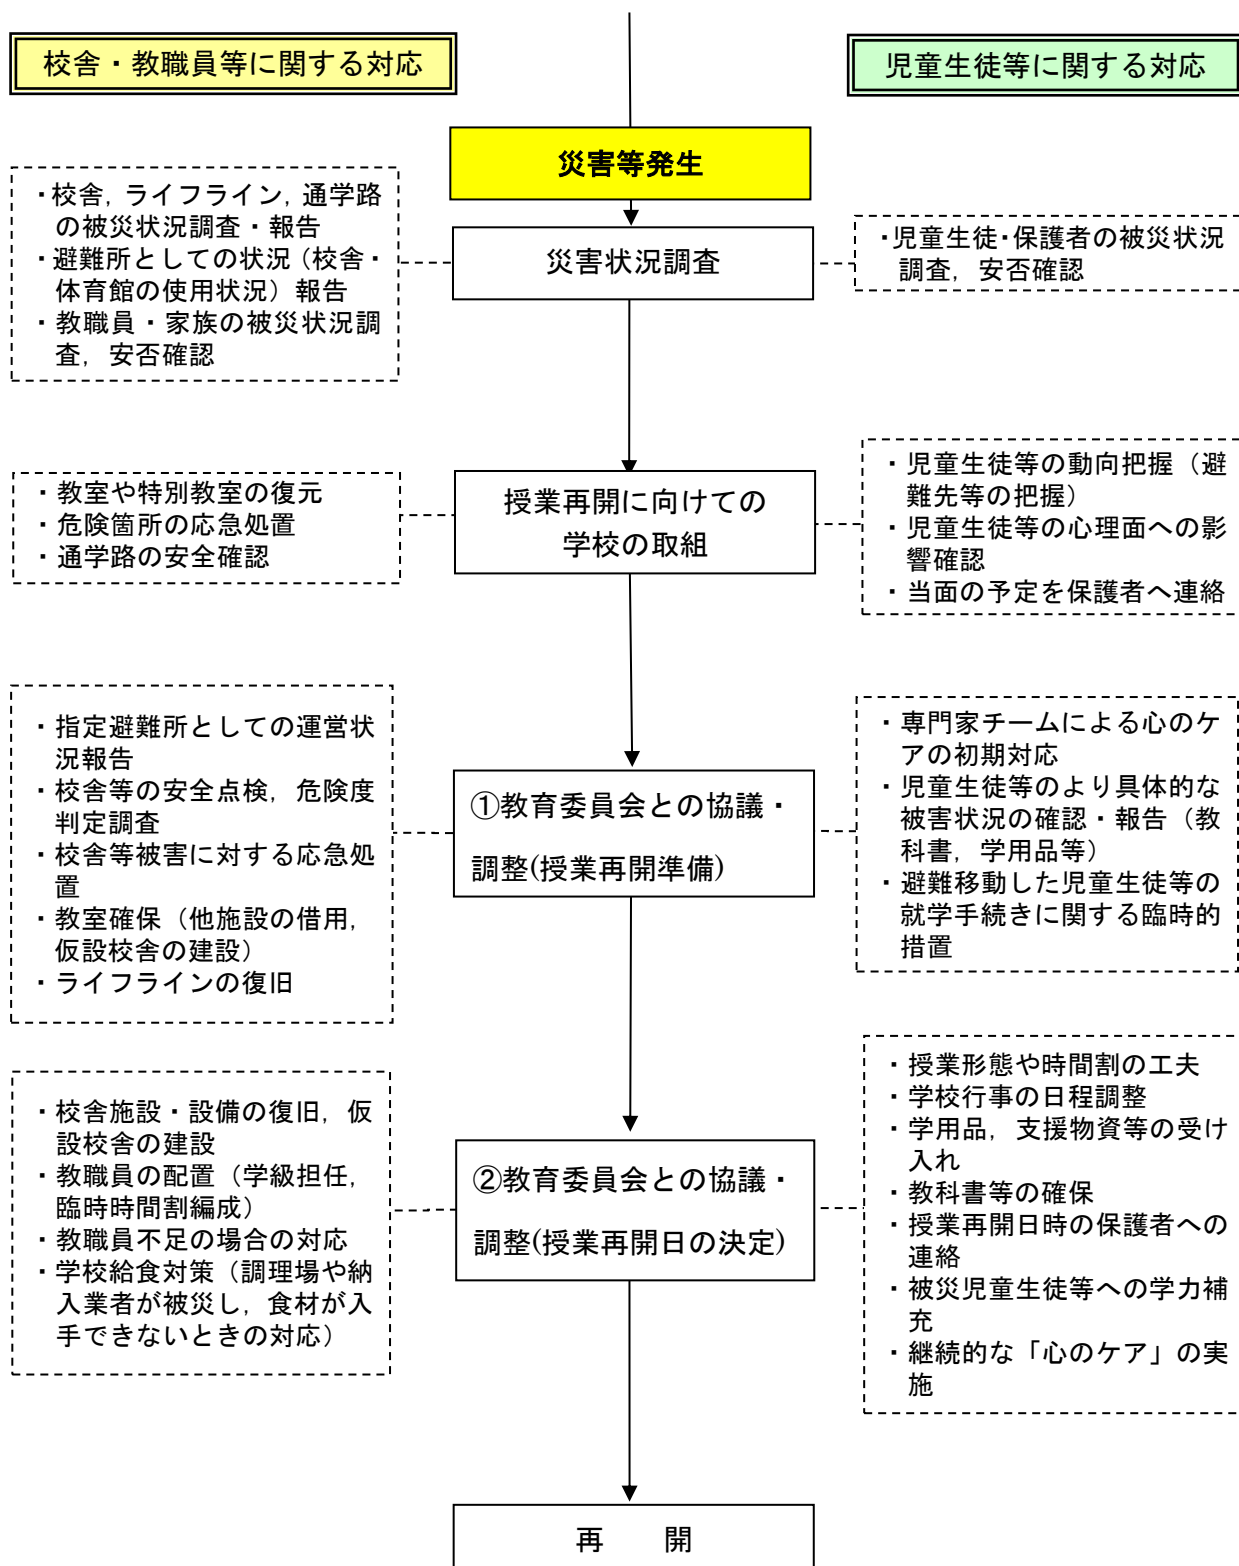 校舎・教職員等に関する対応
児童生徒等に関する対応
災害等発生
・校舎，ライフライン，通学路
の被災状況調査・報告
・避難所としての状況（校舎・
体育館の使用状況）報告
・教職員・家族の被災状況調
査，安否確認
災害状況調査
・児童生徒・保護者の被災状況
調査，安否確認
・教室や特別教室の復元
・危険箇所の応急処置
・通学路の安全確認
授業再開に向けての
学校の取組
・児童生徒等の動向把握（避
難先等の把握）
・児童生徒等の心理面への影
響確認
・当面の予定を保護者へ連絡
・指定避難所としての運営状
況報告
・校舎等の安全点検，危険度
判定調査
・校舎等被害に対する応急処
置
・教室確保（他施設の借用，
仮設校舎の建設）
・ライフラインの復旧
①教育委員会との協議・
調整(授業再開準備)
・専門家チームによる心のケ
アの初期対応
・児童生徒等のより具体的な
被害状況の確認・報告（教
科書，学用品等）
・避難移動した児童生徒等の
就学手続きに関する臨時的
措置
・校舎施設・設備の復旧，仮
設校舎の建設
・教職員の配置（学級担任，
臨時時間割編成）
・教職員不足の場合の対応
・学校給食対策（調理場や納
入業者が被災し，食材が入
手できないときの対応）
②教育委員会との協議・
調整(授業再開日の決定)
・授業形態や時間割の工夫
・学校行事の日程調整
・学用品，支援物資等の受け
入れ
・教科書等の確保
・授業再開日時の保護者への
連絡
・被災児童生徒等への学力補
充
・継続的な「心のケア」の実
施
再　　開